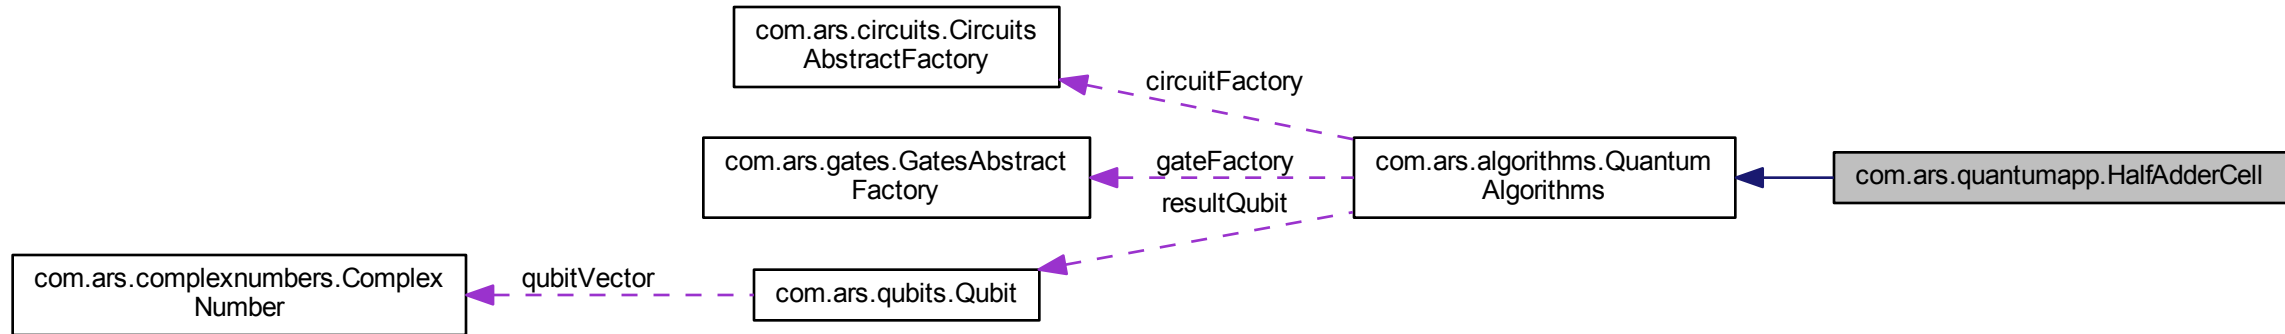 com.ars.circuits.Circuits
AbstractFactory
circuitFactory
com.ars.gates.GatesAbstract
Factory
gateFactory
com.ars.algorithms.Quantum
Algorithms
com.ars.quantumapp.HalfAdderCell
resultQubit
com.ars.complexnumbers.Complex
Number
qubitVector
com.ars.qubits.Qubit